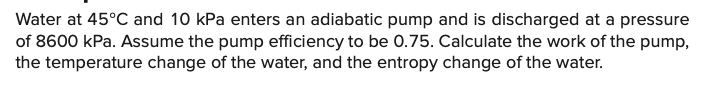 Water at 45°C and 10 kPa enters an adiabatic pump and is discharged at a pressure
of 8600 kPa. Assume the pump efficiency to be 0.75. Calculate the work of the pump,
the temperature change of the water, and the entropy change of the water.